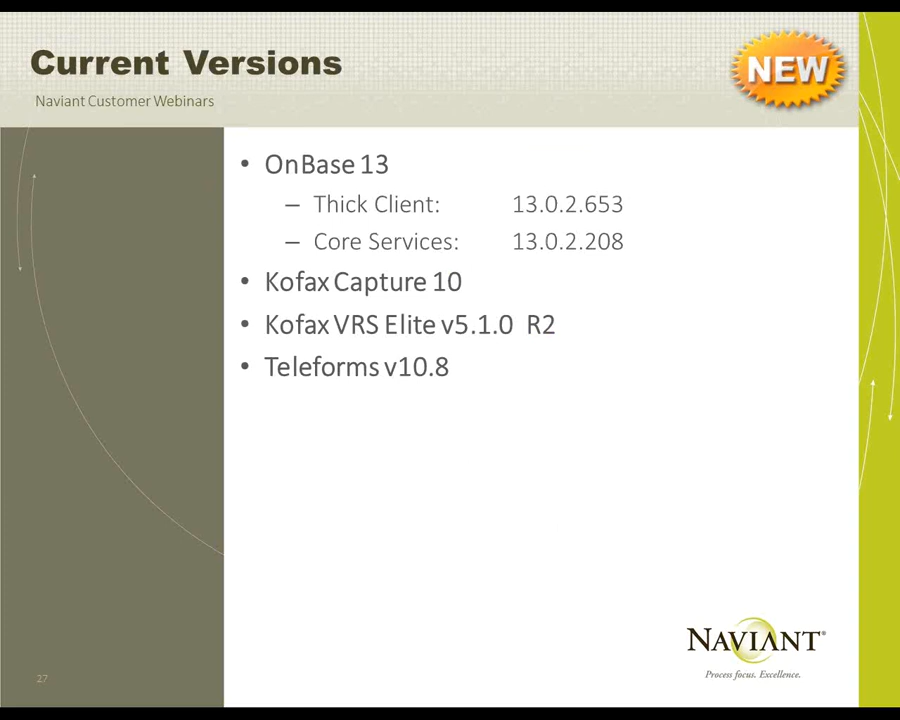 Current Versions
NEW
Naviant Customer Webinars
• OnBase 13
– Thick Client: 13.0.2.653
– Core Services: 13.0.2.208
• Kofax Capture 10
• Kofax VRS Elite v5.1.0 R2
• Teleforms v10.8
NAVIANT®
Process focus. Excellence.
27